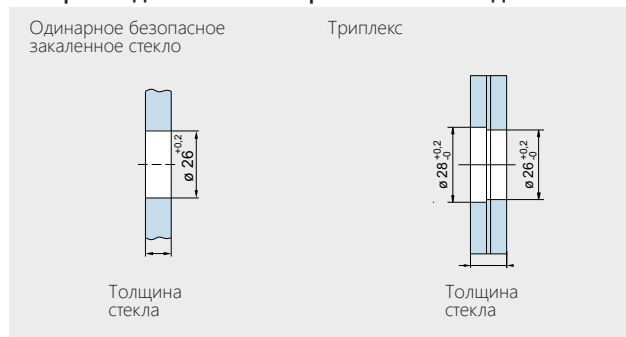 Одинарное безопасное
закаленное стекло
Триплекс
ø 26 +0,2
ø 28 +0,2 -0
ø 26 +0,2 -0
Толщина
стекла
Толщина
стекла